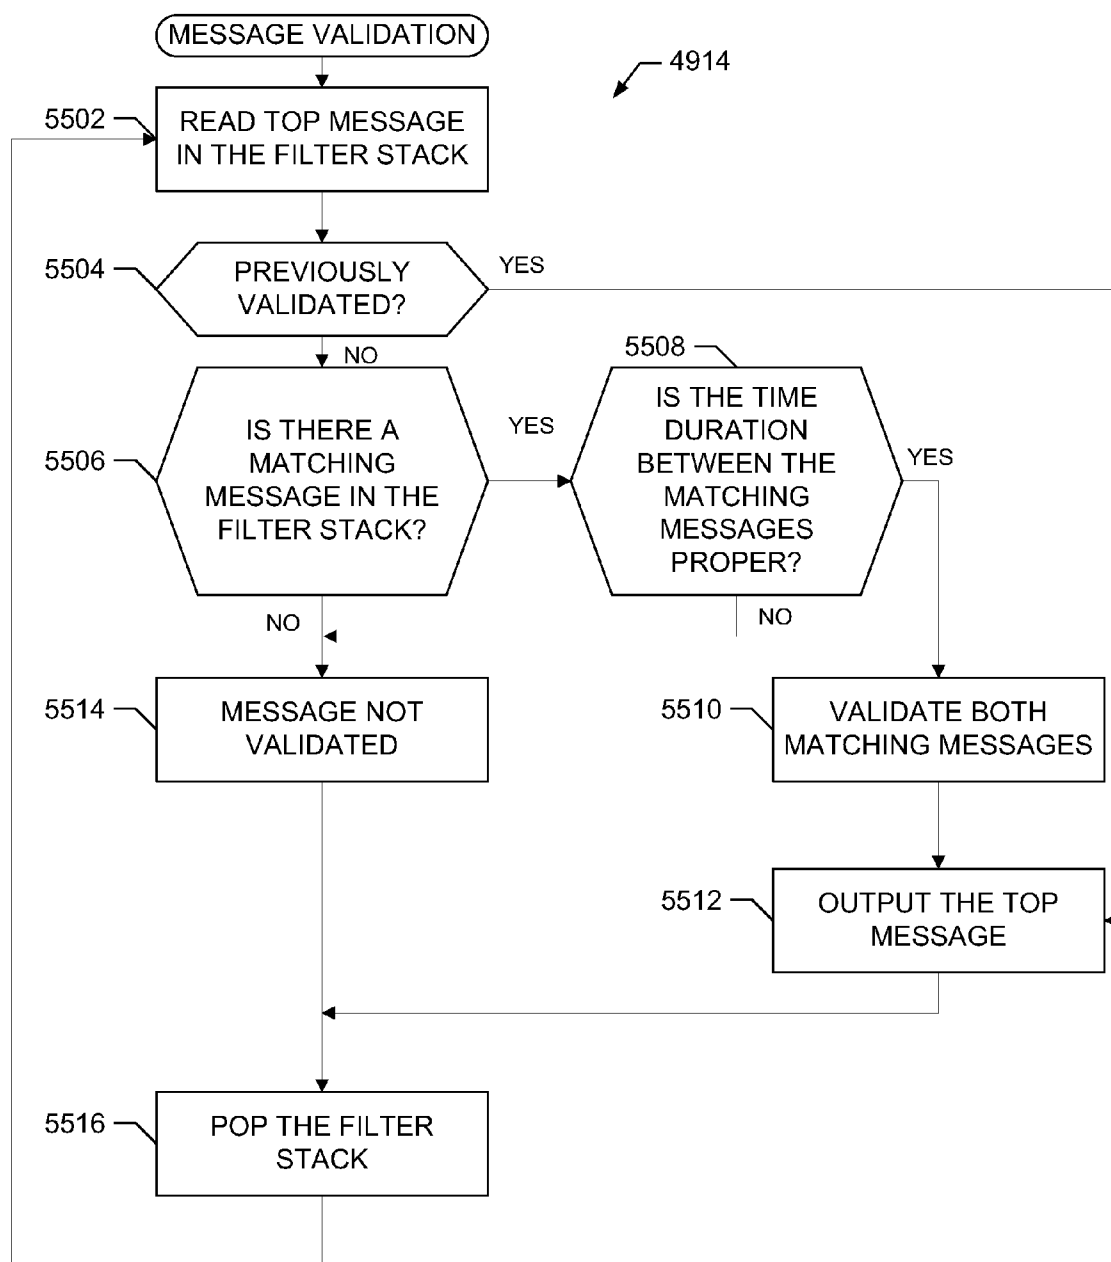 MESSAGE VALIDATION
4914
5502
READ TOP MESSAGE
IN THE FILTER STACK
5504
PREVIOUSLY
VALIDATED?
YES
NO
5506
IS THERE A
MATCHING
MESSAGE IN THE
FILTER STACK?
YES
NO
5508
IS THE TIME
DURATION
BETWEEN THE
MATCHING
MESSAGES
PROPER?
YES
NO
5514
MESSAGE NOT
VALIDATED
5510
VALIDATE BOTH
MATCHING MESSAGES
5512
OUTPUT THE TOP
MESSAGE
5516
POP THE FILTER
STACK